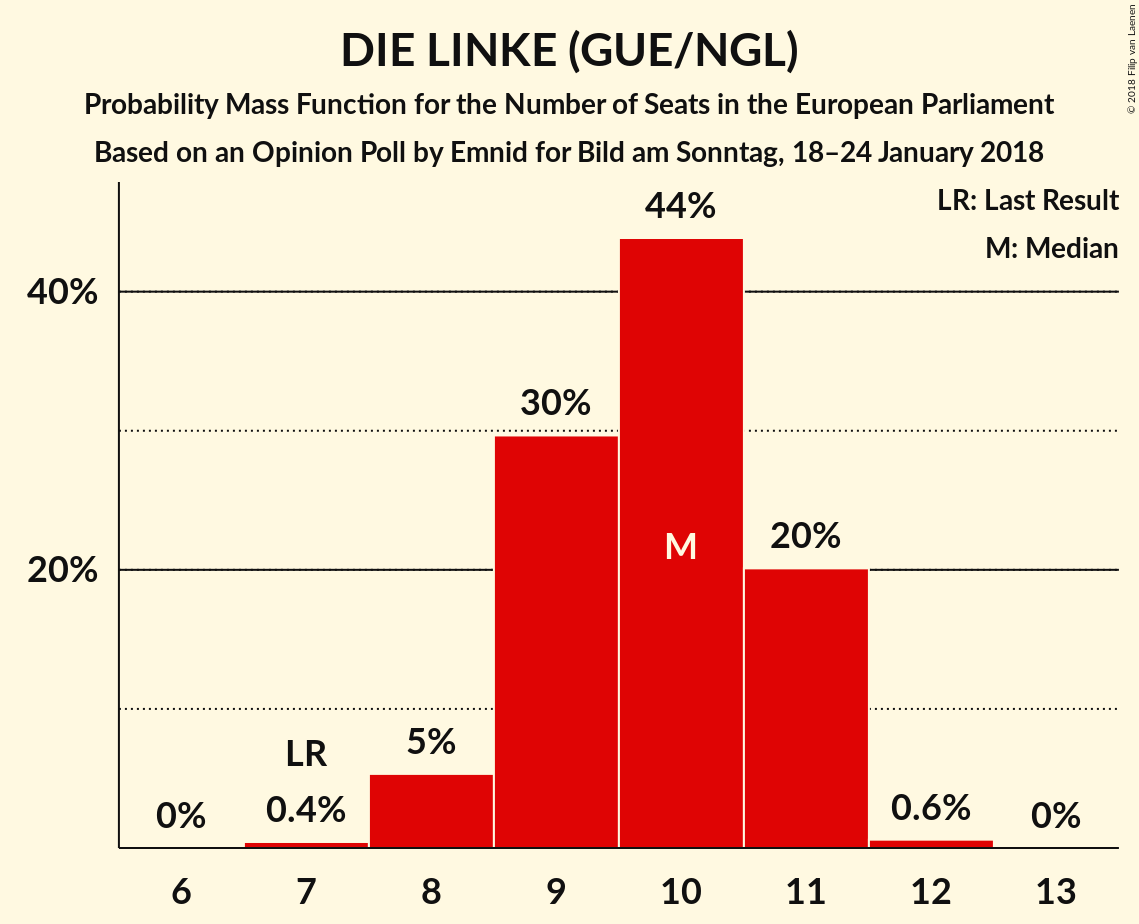 DIE LINKE (GUE/NGL)
Probability Mass Function for the Number of Seats in the European Parliament
Based on an Opinion Poll by Emnid for Bild am Sonntag, 18–24 January 2018
© 2018 Filip van Laenen
LR: Last Result
M: Median
44%
40%
30%
M
20%
20%
LR
5%
0%
0.4%
0.6%
0%
6 7 8 9 10 11 12 13